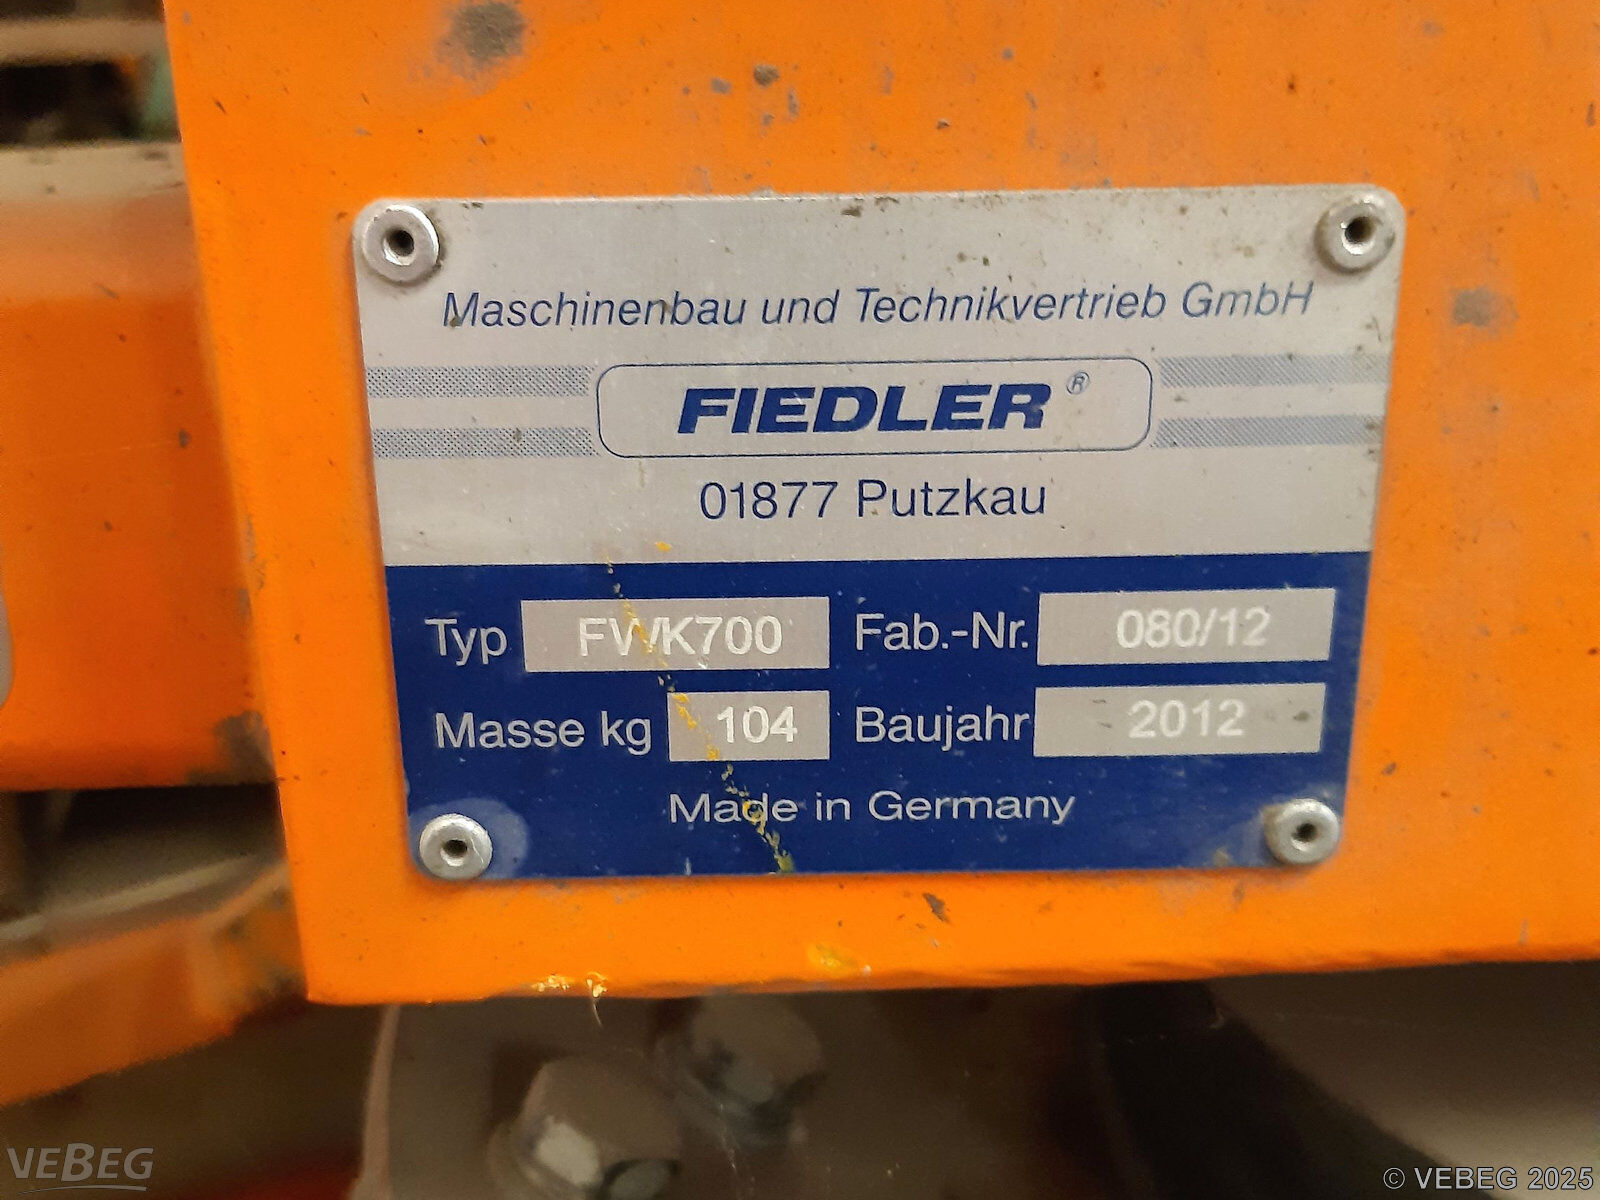 Maschinenbau und Technikvertrieb GmbH
FIEDLER®
01877 Putzkau
Typ FWK700 Fab.-Nr. 080/12
Masse kg 104 Baujahr 2012
Made in Germany
VEBEG
© VEBEG 2025